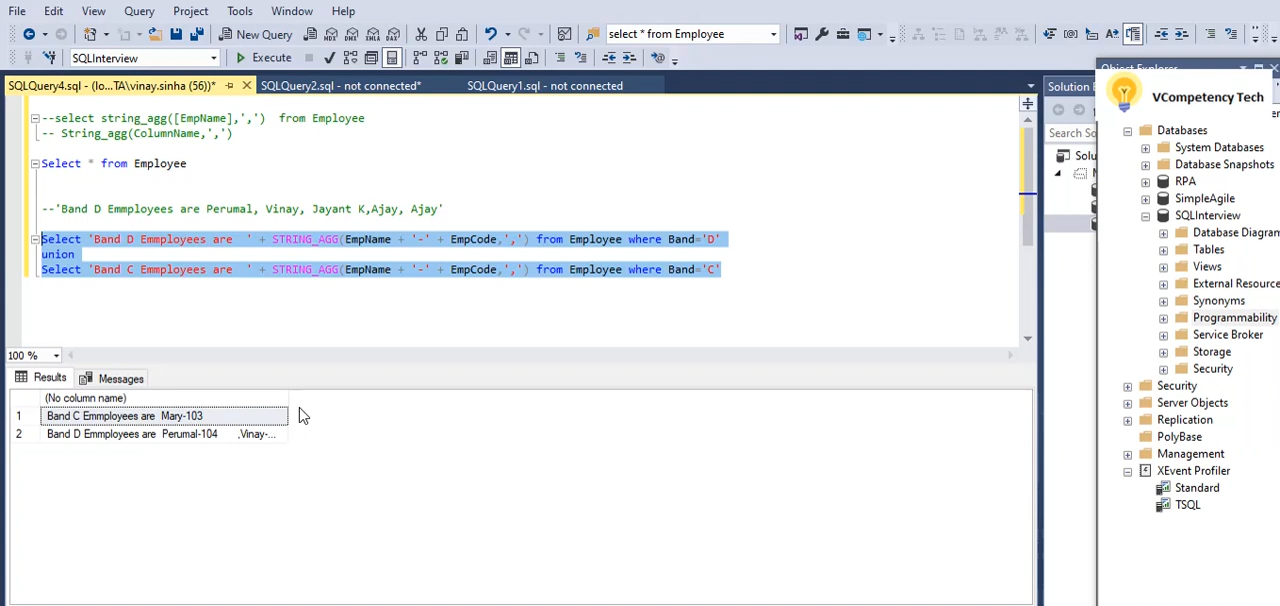 File Edit View Query Project Tools Window Help
New Query select * from Employee
SQLInterview Execute
SQLQuery4.sql - (lo...TA\vinay.sinha (56))* SQLQuery2.sql - not connected* SQLQuery1.sql - not connected
--select string_agg([EmpName],',') from Employee
-- String_agg(ColumnName,',')
Select * from Employee
--'Band D Emmployees are Perumal, Vinay, Jayant K,Ajay, Ajay'
Select 'Band D Emmployees are ' + STRING_AGG(EmpName + '-' + EmpCode,',') from Employee where Band='D'
union
Select 'Band C Emmployees are ' + STRING_AGG(EmpName + '-' + EmpCode,',') from Employee where Band='C'
100 %
Results Messages
(No column name)
1 Band C Emmployees are Mary-103
2 Band D Emmployees are Perumal-104 ,Vinay-...
Solution
Search So
Solu
VCompetency Tech
Databases
System Databases
Database Snapshots
RPA
SimpleAgile
SQLInterview
Database Diagram
Tables
Views
External Resource
Synonyms
Programmability
Service Broker
Storage
Security
Security
Server Objects
Replication
PolyBase
Management
XEvent Profiler
Standard
TSQL